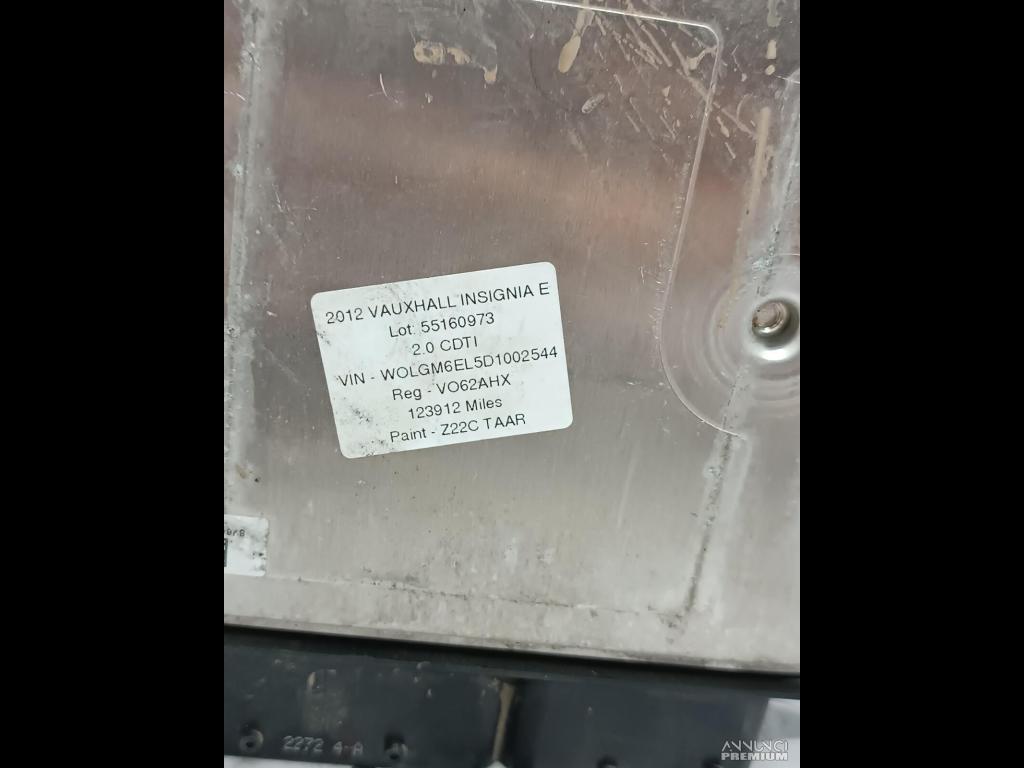 2012 VAUXHALL INSIGNIA E
Lot: 55160973
2.0 CDTI
VIN - WOLGM6EL5D1002544
Reg - VO62AHX
123912 Miles
Paint - Z22C TAAR
2272 4-A
ANNUNCI
PREMIUM